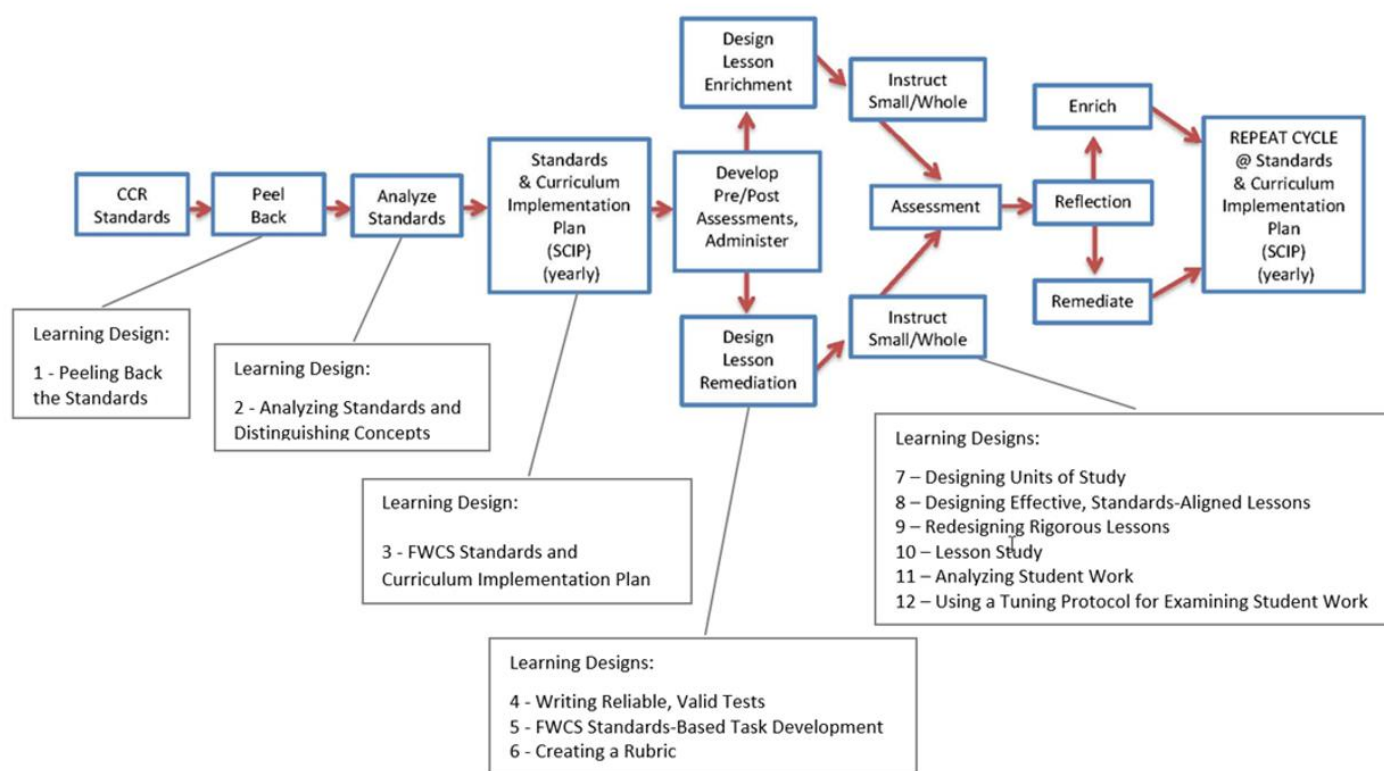 CCR
Standards
Peel
Back
Analyze
Standards
Standards
& Curriculum
Implementation
Plan
(SCIP)
(yearly)
Develop
Pre/Post
Assessments,
Administer
Design
Lesson
Enrichment
Instruct
Small/Whole
Design
Lesson
Remediation
Instruct
Small/Whole
Assessment
Reflection
Enrich
Remediate
REPEAT CYCLE
@ Standards
& Curriculum
Implementation
Plan
(SCIP)
(yearly)
Learning Design:
1 - Peeling Back
the Standards
Learning Design:
2 - Analyzing Standards and
Distinguishing Concepts
Learning Design:
3 - FWCS Standards and
Curriculum Implementation Plan
Learning Designs:
4 - Writing Reliable, Valid Tests
5 - FWCS Standards-Based Task Development
6 - Creating a Rubric
Learning Designs:
7 – Designing Units of Study
8 – Designing Effective, Standards-Aligned Lessons
9 – Redesigning Rigorous Lessons
10 – Lesson Study
11 – Analyzing Student Work
12 – Using a Tuning Protocol for Examining Student Work